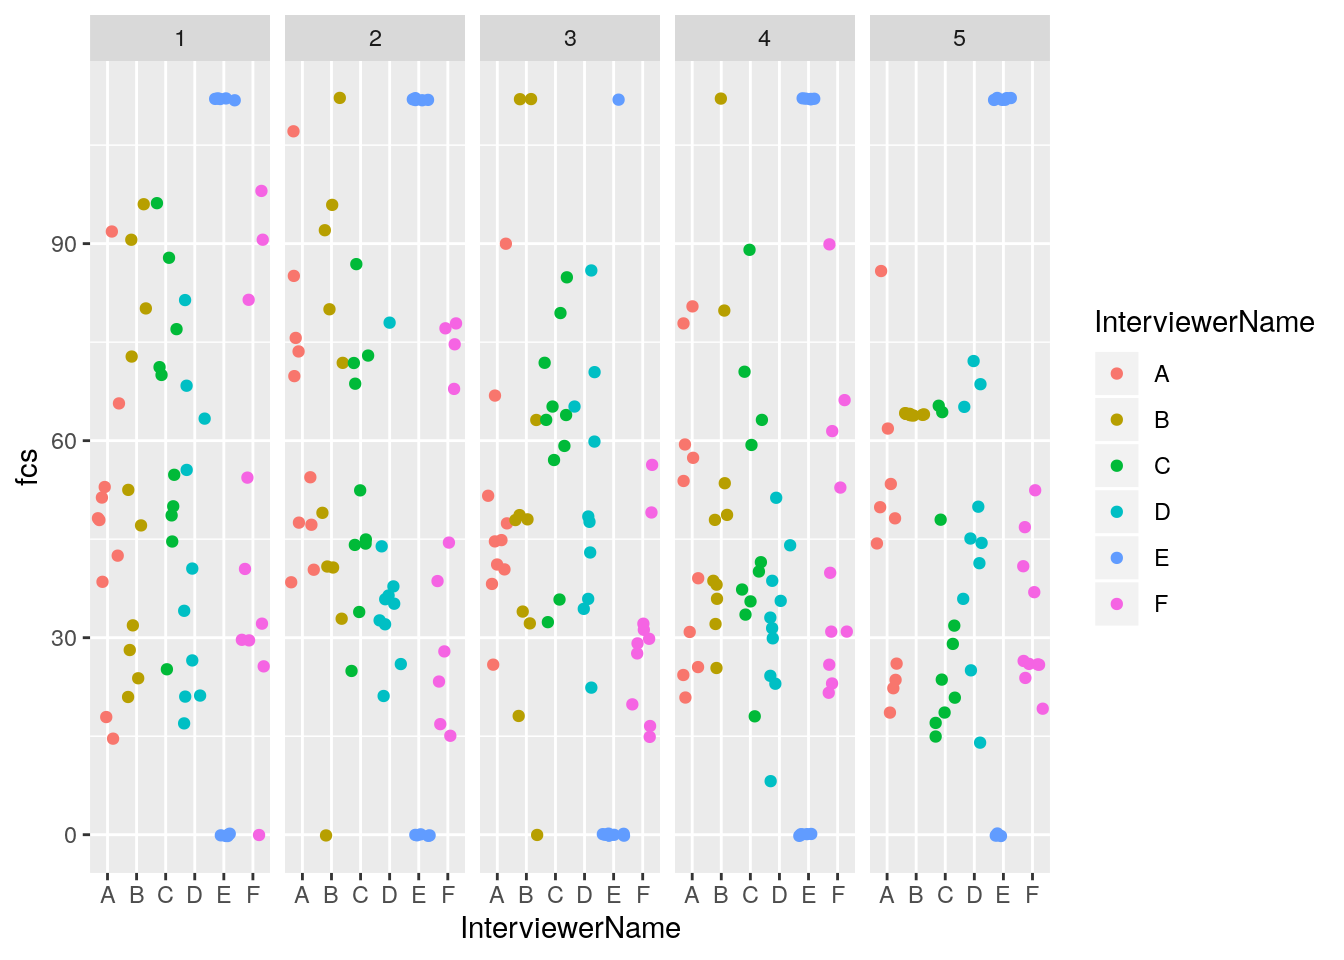 1 2 3 4 5
90
60
30
0
fcs
A B C D E F A B C D E F A B C D E F A B C D E F A B C D E F
InterviewerName
InterviewerName
A
B
C
D
E
F